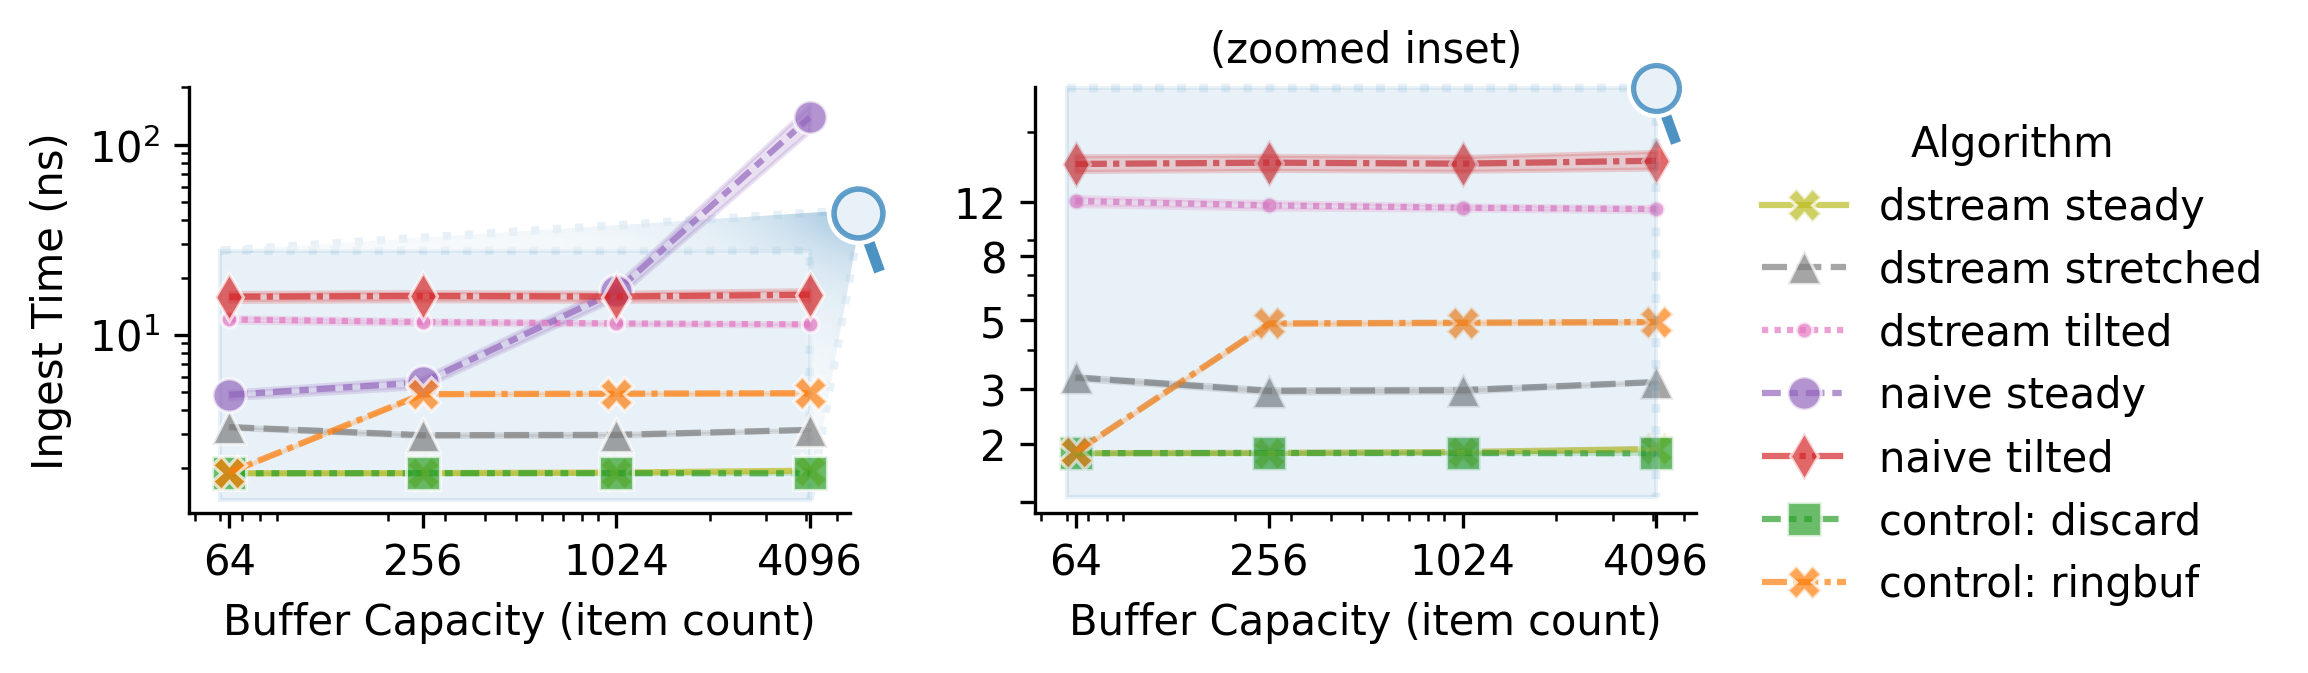 (zoomed inset)
Ingest Time (ns)
10²
10¹
64 256 1024 4096
Buffer Capacity (item count)
12
8
5
3
2
64 256 1024 4096
Buffer Capacity (item count)
Algorithm
dstream steady
dstream stretched
dstream tilted
naive steady
naive tilted
control: discard
control: ringbuf